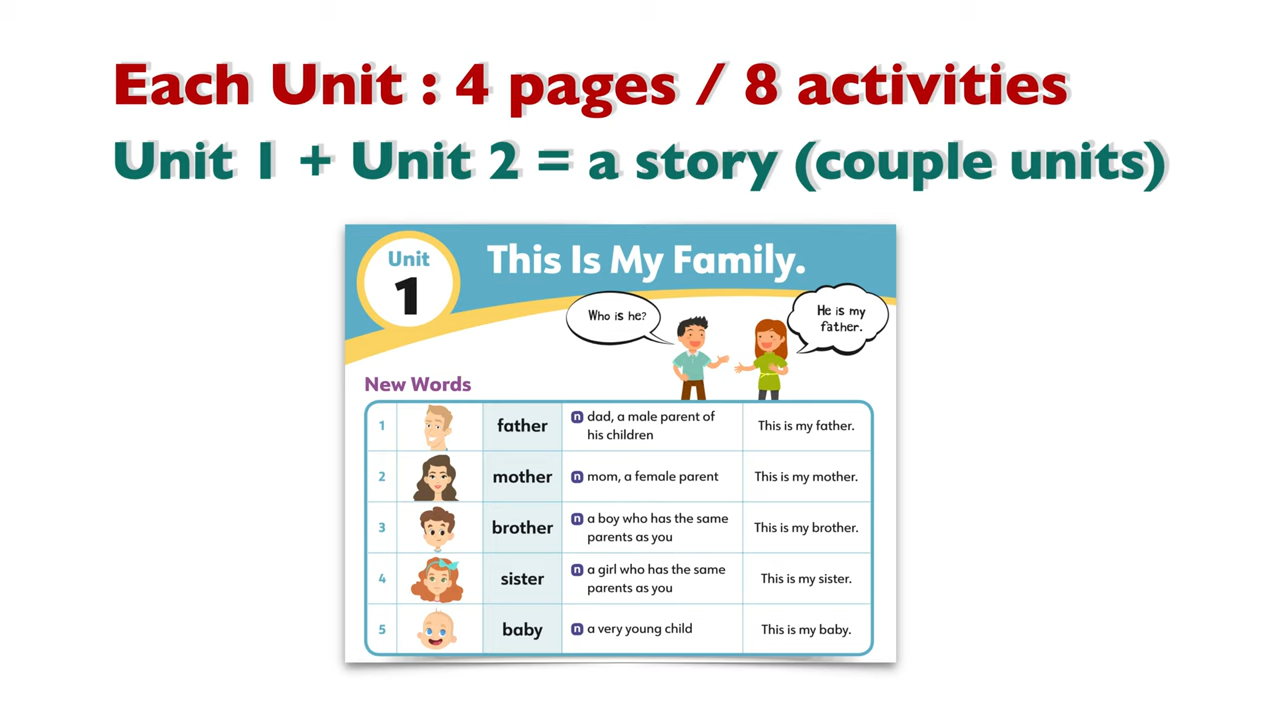 Each Unit : 4 pages / 8 activities
Unit 1 + Unit 2 = a story (couple units)
Unit
1
This Is My Family.
Who is he?
He is my
father.
New Words
1 father n dad, a male parent of
his children
This is my father.
2 mother n mom, a female parent This is my mother.
3 brother n a boy who has the same
parents as you
This is my brother.
4 sister n a girl who has the same
parents as you
This is my sister.
5 baby n a very young child This is my baby.